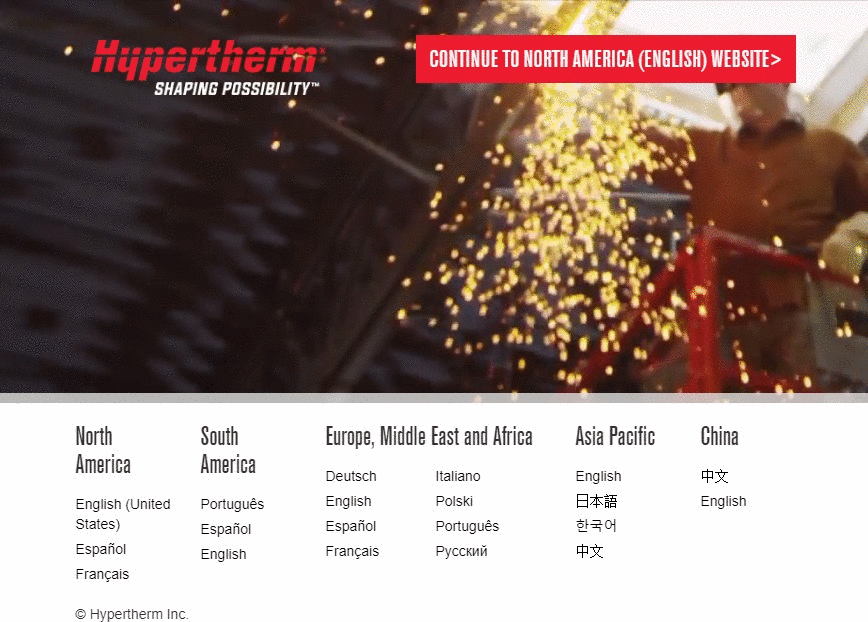 Hypertherm
SHAPING POSSIBILITY™
CONTINUE TO NORTH AMERICA (ENGLISH) WEBSITE>
North
America
English (United
States)
Español
Français
South
America
Português
Español
English
Europe, Middle East and Africa
Deutsch
English
Español
Français
Italiano
Polski
Português
Русский
Asia Pacific
English
日本語
한국어
中文
China
中文
English
© Hypertherm Inc.